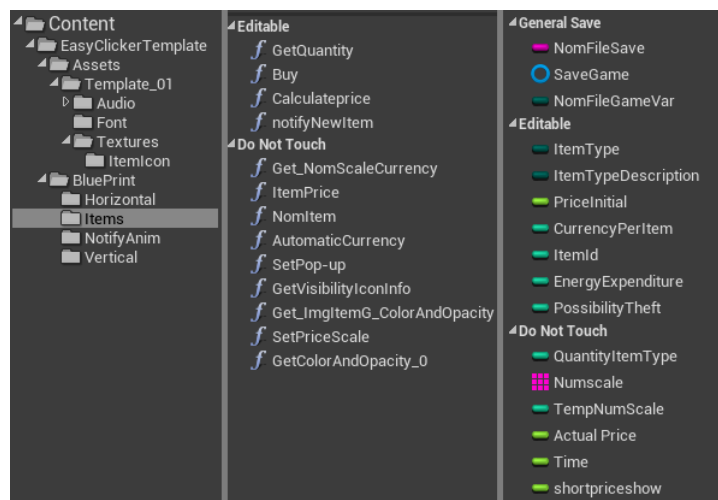 Content
EasyClickerTemplate
Assets
Template_01
Audio
Font
Textures
ItemIcon
BluePrint
Horizontal
Items
NotifyAnim
Vertical
Editable
GetQuantity
Buy
Calculateprice
notifyNewItem
Do Not Touch
Get_NomScaleCurrency
ItemPrice
NomItem
AutomaticCurrency
SetPop-up
GetVisibilityIconInfo
Get_ImgItemG_ColorAndOpacity
SetPriceScale
GetColorAndOpacity_0
General Save
NomFileSave
SaveGame
NomFileGameVar
Editable
ItemType
ItemTypeDescription
PriceInitial
CurrencyPerItem
ItemId
EnergyExpenditure
PossibilityTheft
Do Not Touch
QuantityItemType
Numscale
TempNumScale
Actual Price
Time
shortpriceshow